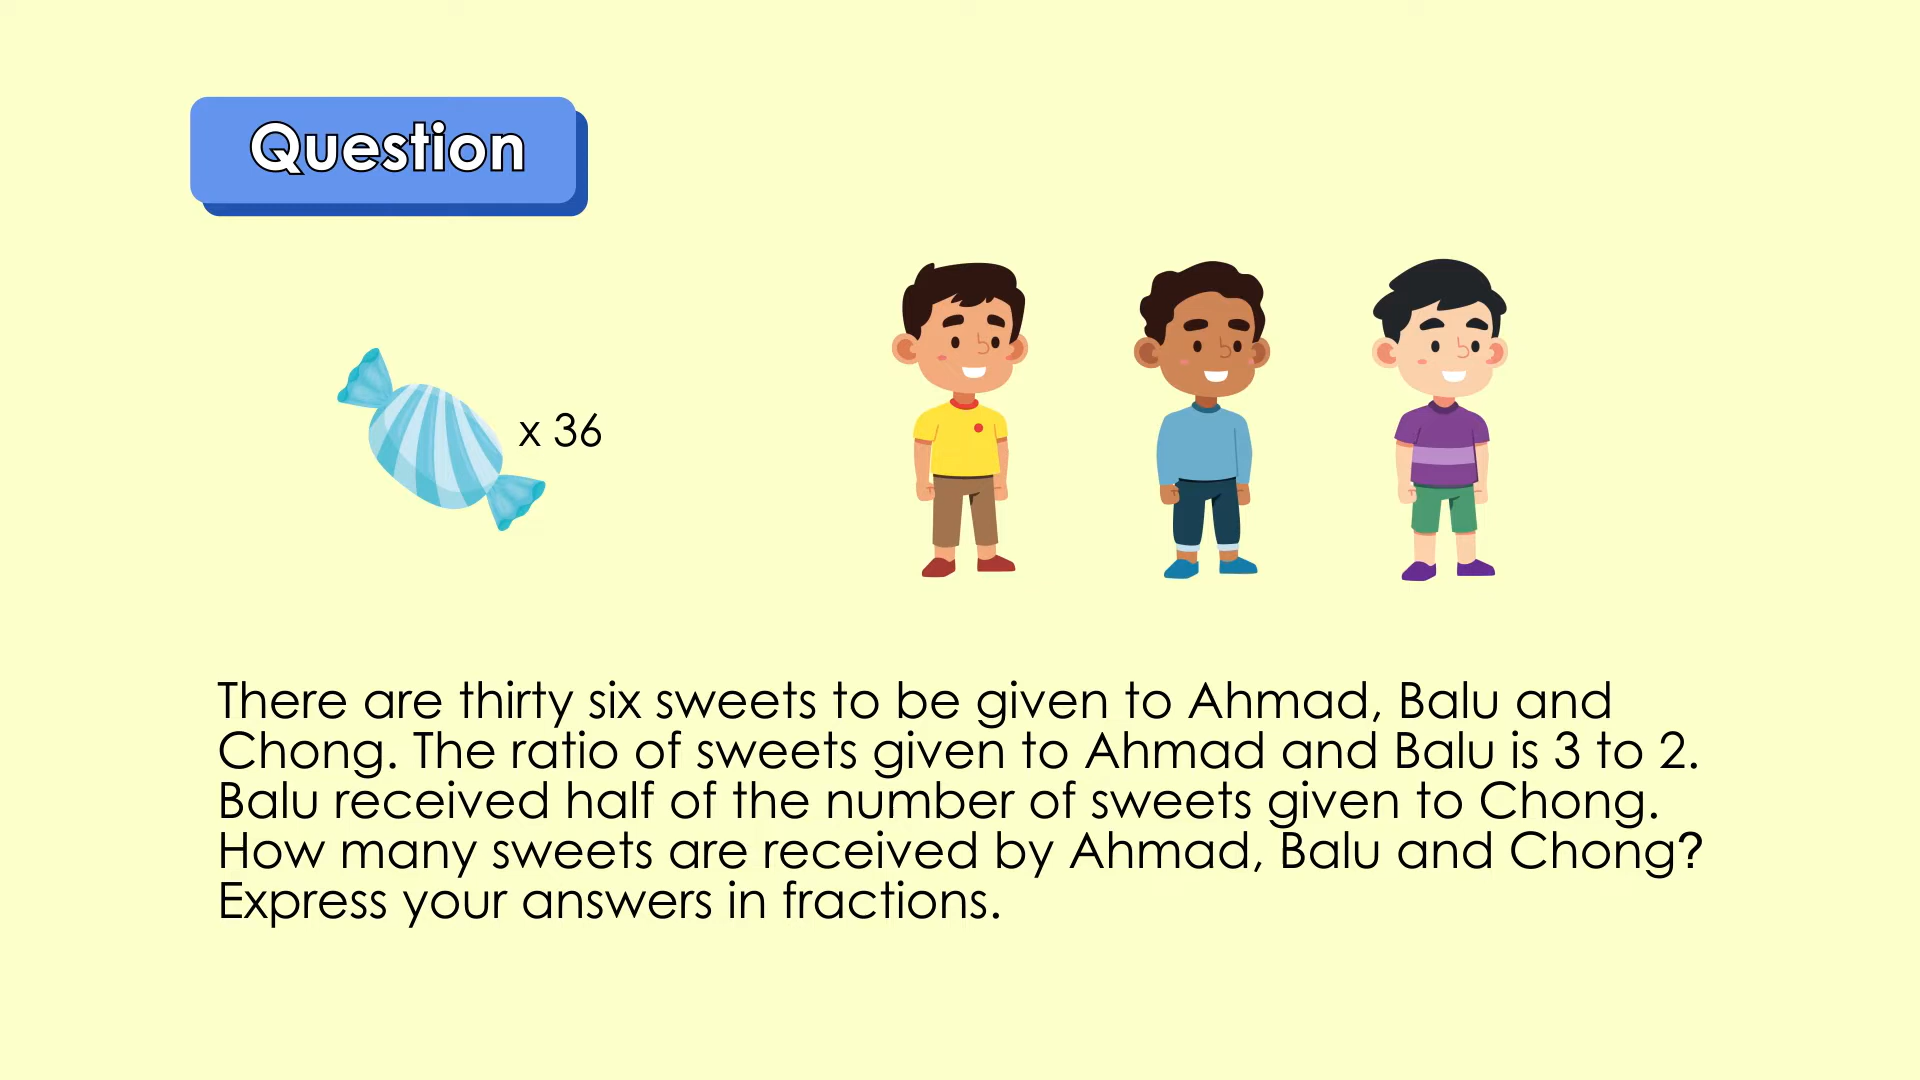 Question
x 36
There are thirty six sweets to be given to Ahmad, Balu and
Chong. The ratio of sweets given to Ahmad and Balu is 3 to 2.
Balu received half of the number of sweets given to Chong.
How many sweets are received by Ahmad, Balu and Chong?
Express your answers in fractions.